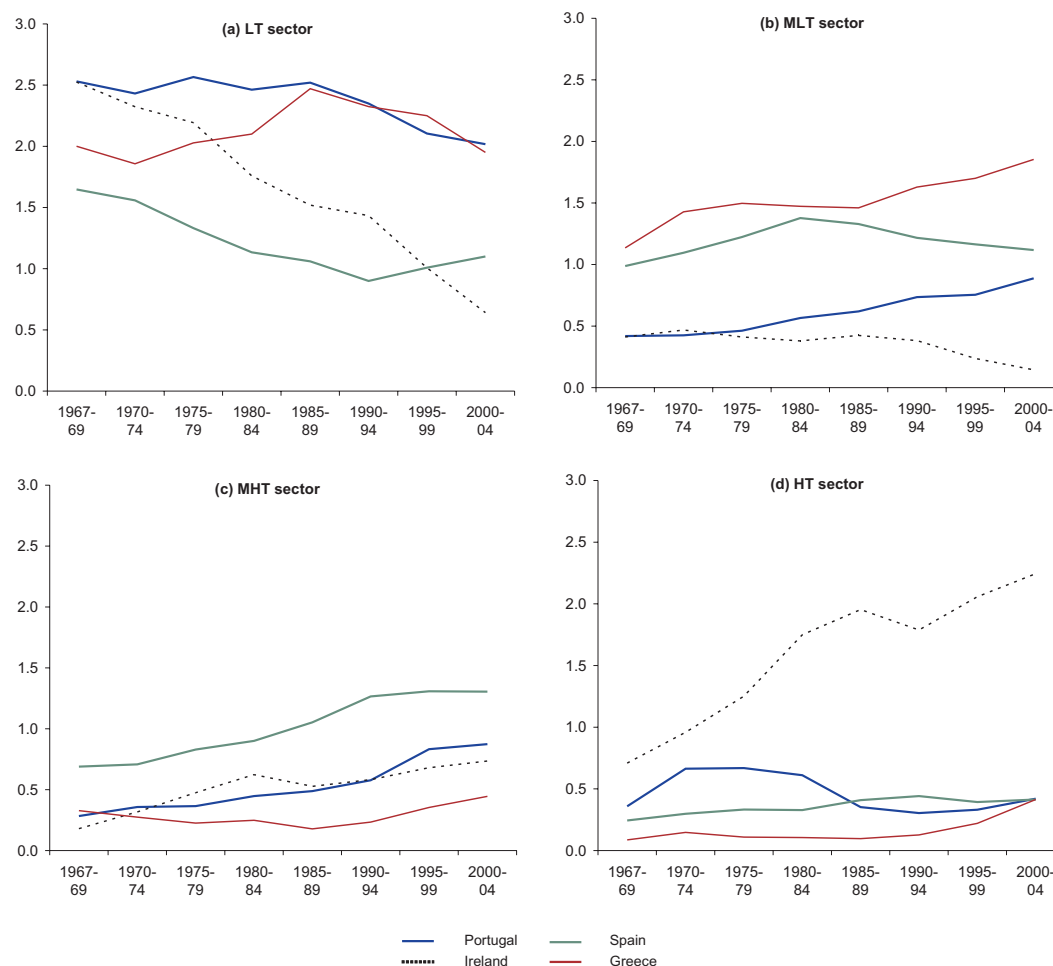 (a) LT sector
3.0
2.5
2.0
1.5
1.0
0.5
0.0
1967- 1970- 1975- 1980- 1985- 1990- 1995- 2000-
69 74 79 84 89 94 99 04
(b) MLT sector
3.0
2.5
2.0
1.5
1.0
0.5
0.0
1967- 1970- 1975- 1980- 1985- 1990- 1995- 2000-
69 74 79 84 89 94 99 04
(c) MHT sector
3.0
2.5
2.0
1.5
1.0
0.5
0.0
1967- 1970- 1975- 1980- 1985- 1990- 1995- 2000-
69 74 79 84 89 94 99 04
(d) HT sector
3.0
2.5
2.0
1.5
1.0
0.5
0.0
1967- 1970- 1975- 1980- 1985- 1990- 1995- 2000-
69 74 79 84 89 94 99 04
Portugal Spain
Ireland Greece